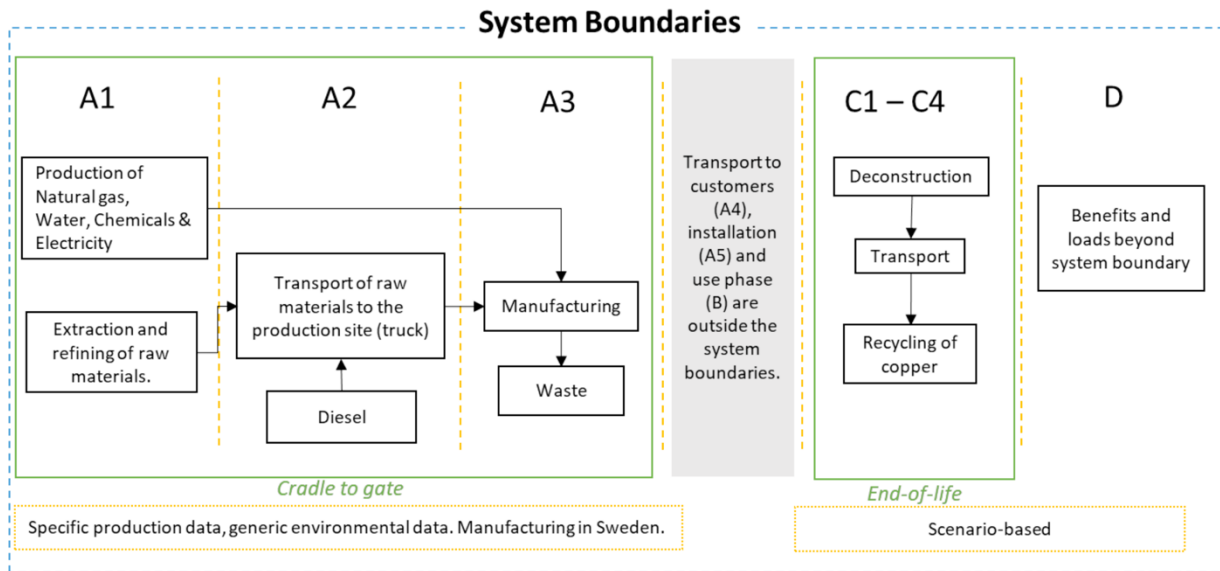 System Boundaries
A1
A2
A3
C1 – C4
D
Production of
Natural gas,
Water, Chemicals &
Electricity
Extraction and
refining of raw
materials.
Transport of raw
materials to the
production site (truck)
Diesel
Manufacturing
Waste
Transport to
customers
(A4),
installation
(A5) and
use phase
(B) are
outside the
system
boundaries.
Deconstruction
Transport
Recycling of
copper
Benefits and
loads beyond
system boundary
Cradle to gate
End-of-life
Specific production data, generic environmental data. Manufacturing in Sweden.
Scenario-based